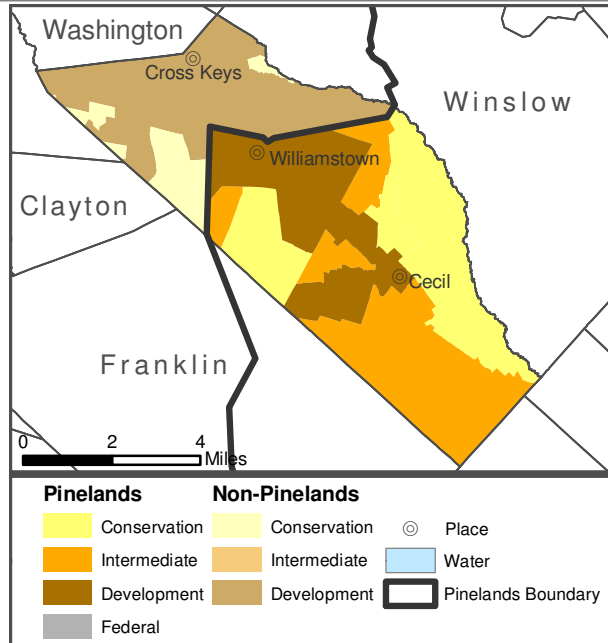 Washington
Cross Keys
Winslow
Williamstown
Clayton
Cecil
Franklin
0 2 4
Miles
Pinelands Non-Pinelands
Conservation Conservation Place
Intermediate Intermediate Water
Development Development Pinelands Boundary
Federal